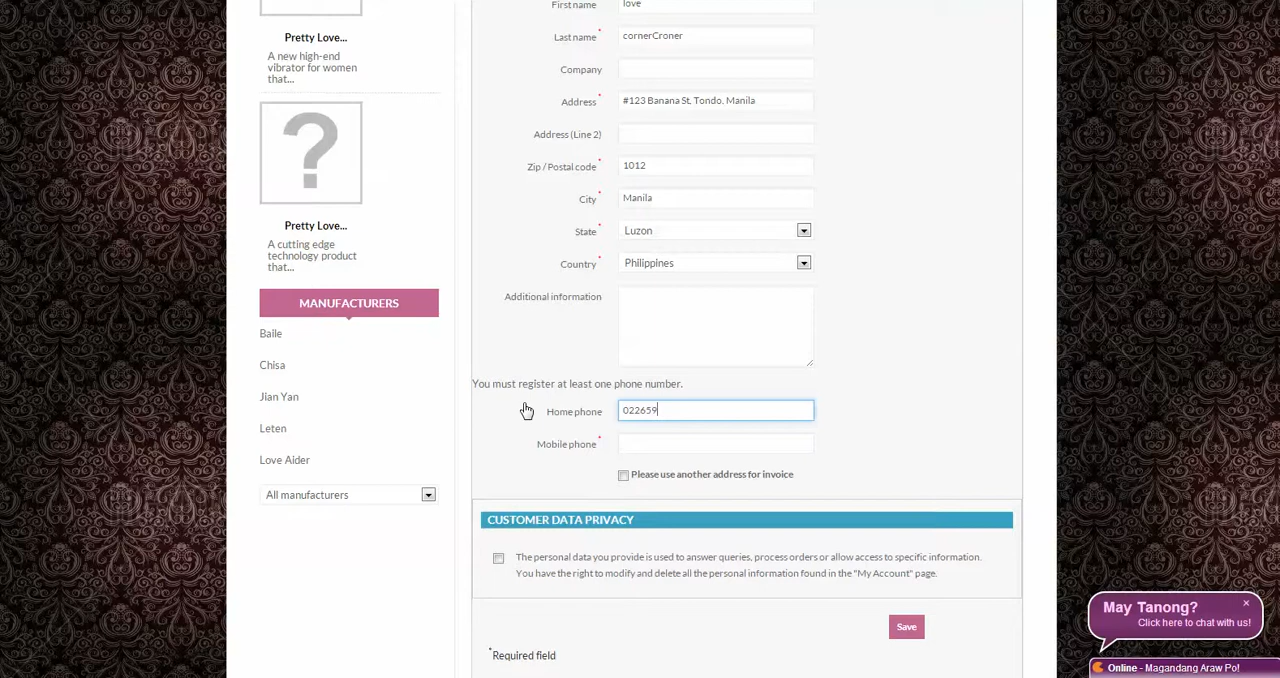 Pretty Love...
A new high-end
vibrator for women
that...
?
Pretty Love...
A cutting edge
technology product
that...
MANUFACTURERS
Baile
Chisa
Jian Yan
Leten
Love Aider
All manufacturers
First name love
Last name* cornerCroner
Company
Address* #123 Banana St. Tondo. Manila
Address (Line 2)
Zip / Postal code* 1012
City* Manila
State* Luzon
Country* Philippines
Additional information
You must register at least one phone number.
Home phone 022659
Mobile phone*
Please use another address for invoice
CUSTOMER DATA PRIVACY
The personal data you provide is used to answer queries, process orders or allow access to specific information.
You have the right to modify and delete all the personal information found in the "My Account" page.
Save
*Required field
May Tanong? ×
Click here to chat with us!
Online - Magandang Araw Po!